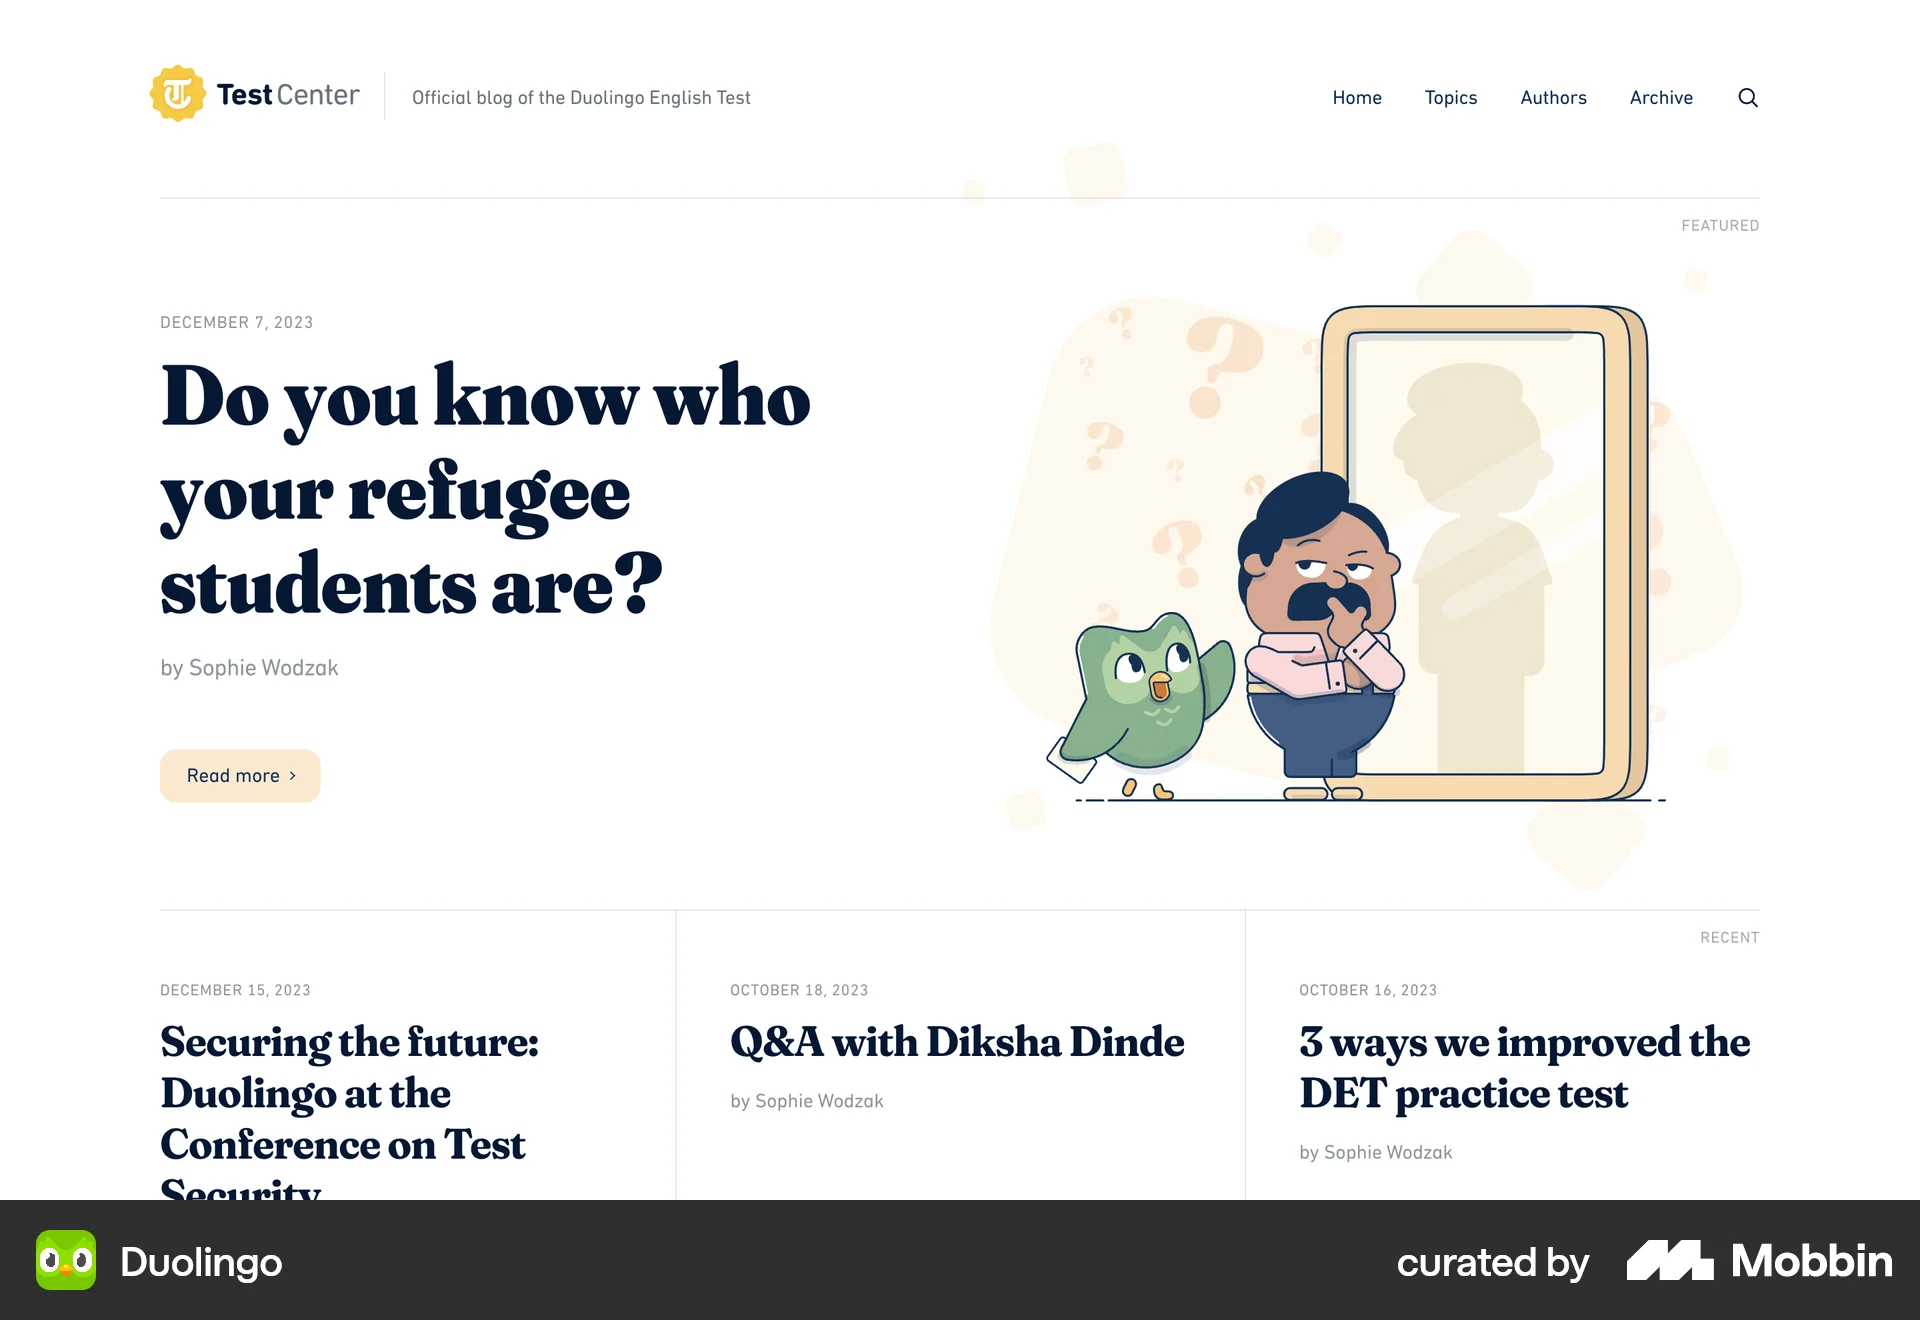 Test Center
Official blog of the Duolingo English Test
Home
Topics
Authors
Archive
FEATURED
DECEMBER 7, 2023
Do you know who
your refugee
students are?
by Sophie Wodzak
Read more
RECENT
DECEMBER 15, 2023
Securing the future:
Duolingo at the
Conference on Test
Security
OCTOBER 18, 2023
Q&A with Diksha Dinde
by Sophie Wodzak
OCTOBER 16, 2023
3 ways we improved the
DET practice test
by Sophie Wodzak
Duolingo
curated by
Mobbin